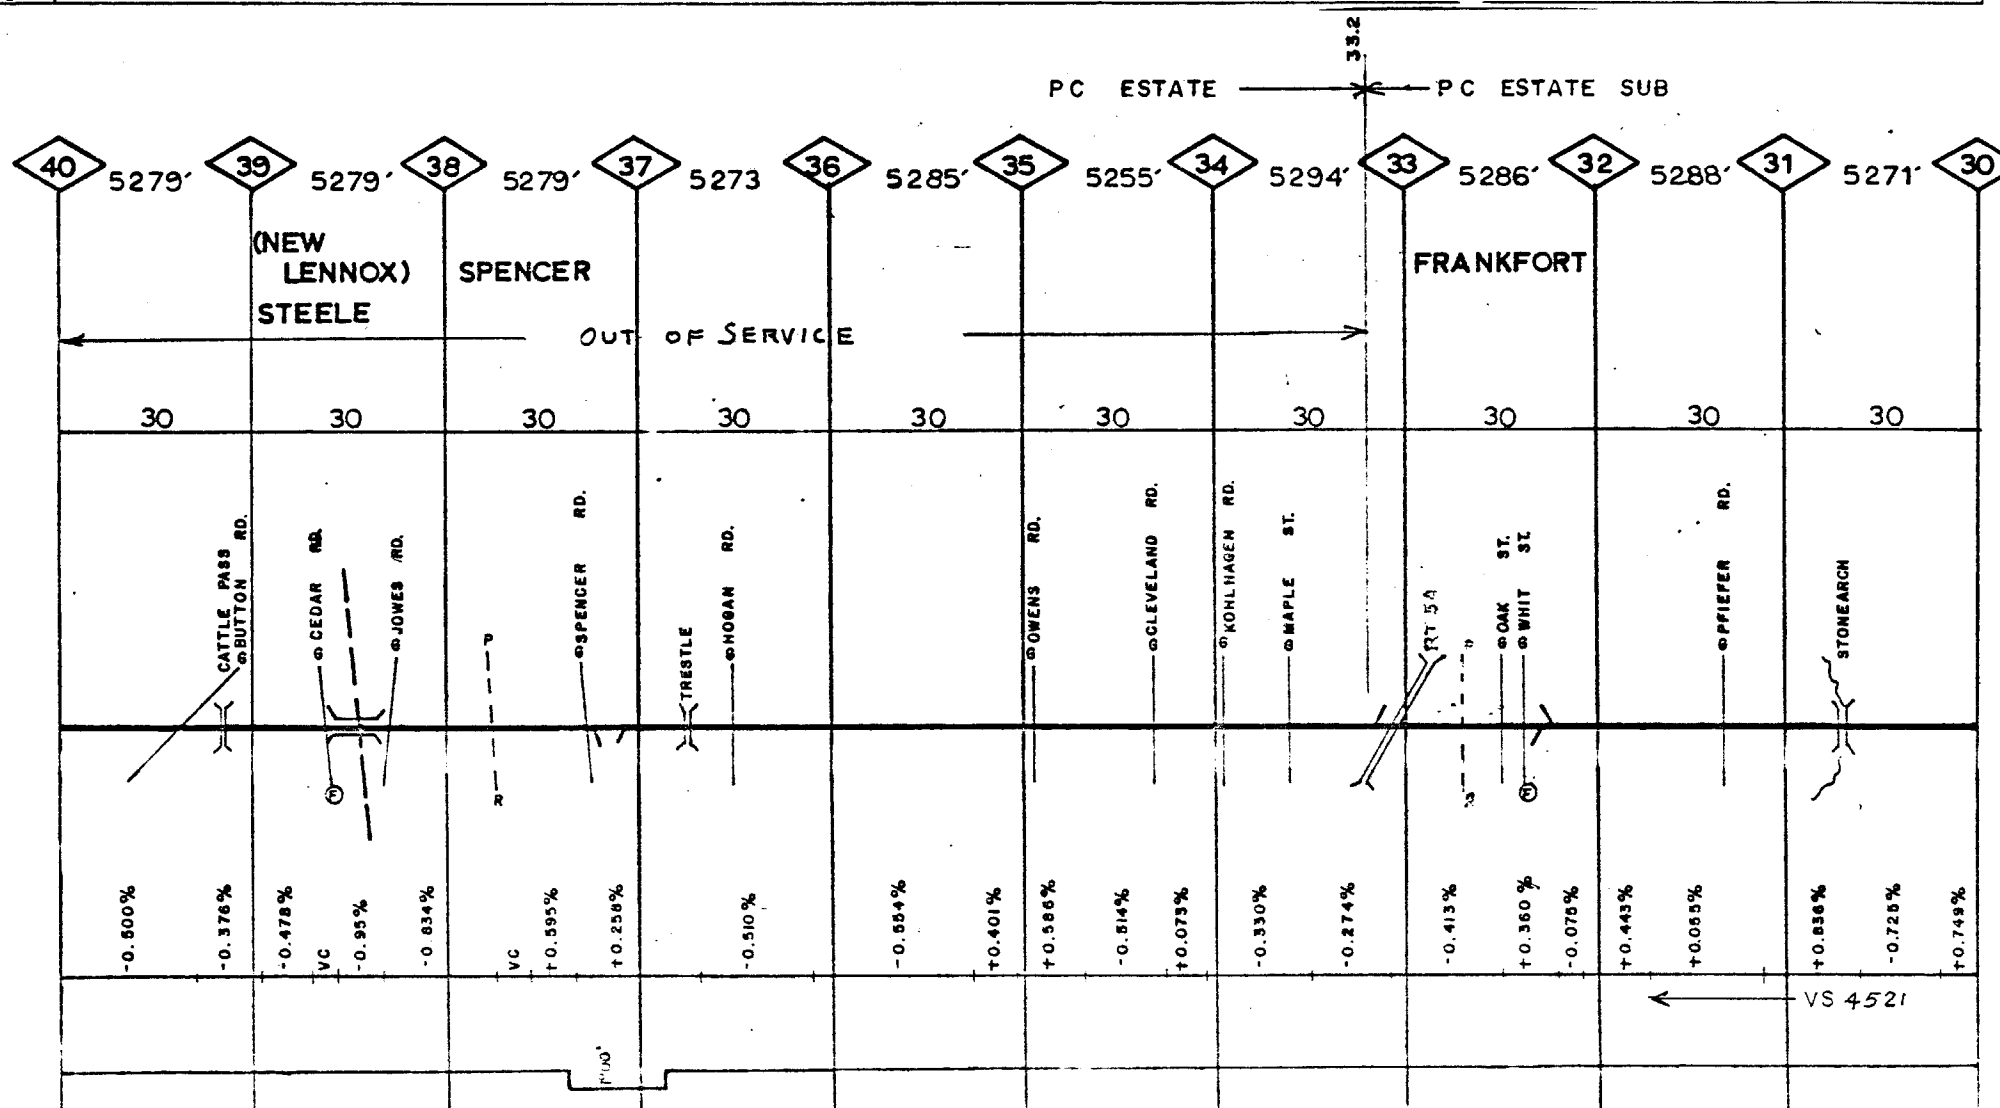 33.2
PC ESTATE
PC ESTATE SUB
40 5279' 39 5279' 38 5279' 37 5273 36 5285' 35 5255' 34 5294' 33 5286' 32 5288' 31 5271' 30
(NEW
LENNOX)
STEELE
SPENCER
FRANKFORT
OUT OF SERVICE
30 30 30 30 30 30 30 30 30 30
CATTLE PASS
BUTTON RD.
CEDAR RD.
JOWES RD.
P
R
SPENCER RD.
TRESTLE
HOGAN RD.
OWENS RD.
CLEVELAND RD.
KOHLHAGEN RD.
MAPLE ST.
RT 54
OAK ST.
WHIT ST.
PFIEFER RD.
STONEARCH
-0.500%
-0.376%
-0.478%
VC
-0.95%
-0.834%
VC
+0.595%
+0.258%
-0.510%
-0.554%
+0.401%
+0.586%
-0.514%
+0.073%
-0.330%
-0.274%
-0.413%
+0.360%
-0.075%
+0.443%
+0.055%
+0.836%
-0.725%
+0.749%
VS 4521